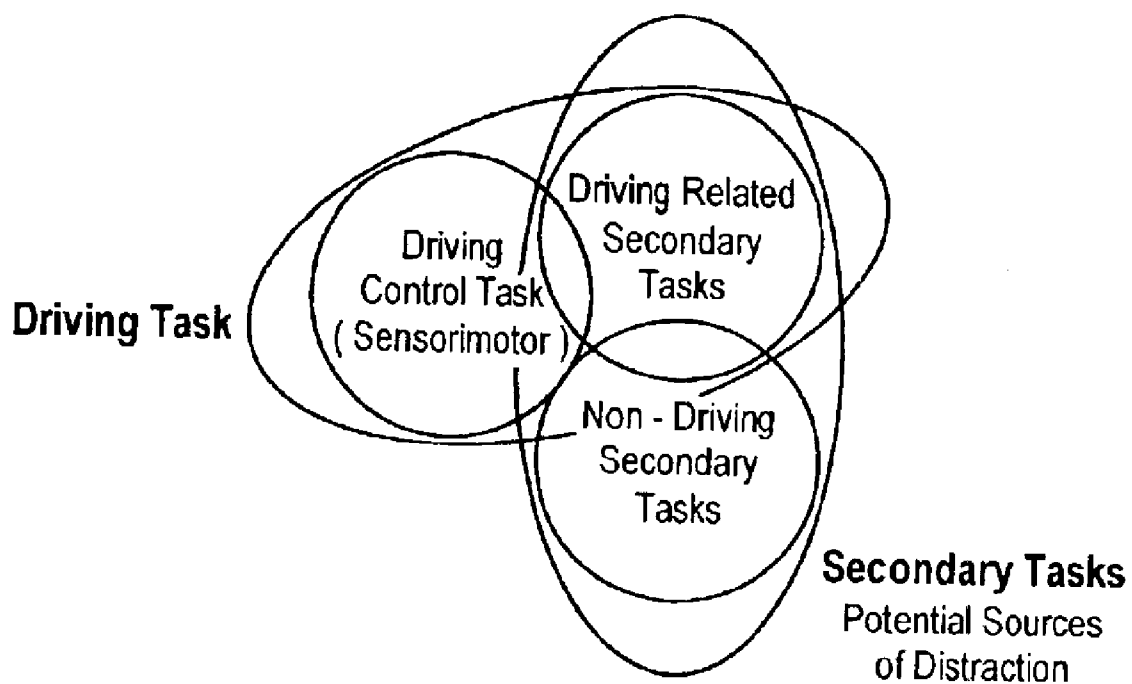 Driving Related
Secondary
Tasks
Driving
Control Task
( Sensorimotor )
Driving Task
Non - Driving
Secondary
Tasks
Secondary Tasks
Potential Sources
of Distraction